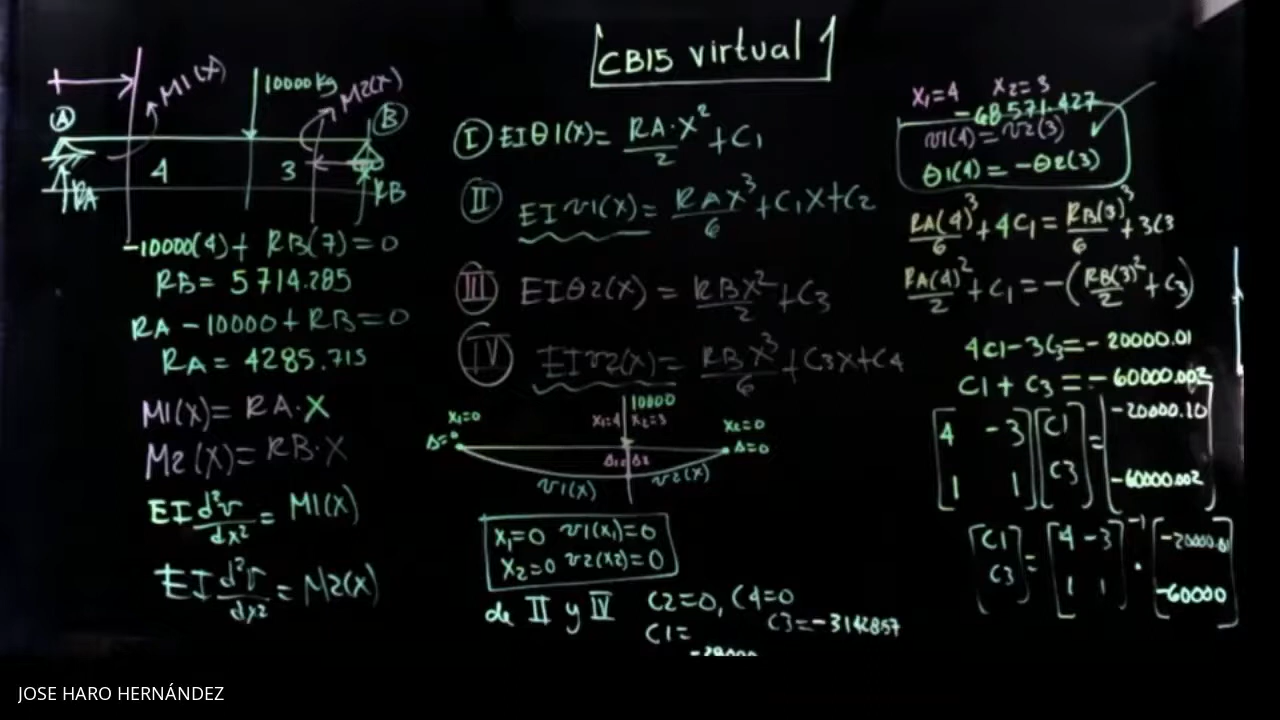 CB15 virtual
M1(X)
10000 kg
M2(X)
A
B
4
3
RA
RB
-10000(4)+ RB(7)=0
RB= 5714.285
RA -10000+RB=0
RA = 4285.715
M1(X)= RA.X
M2(X)= RB.X
EI d²v/dx² = M1(X)
EI d²v/dx² = M2(X)
I EIθ1(X)= RA.X²/2 +C1
II EI v1(X) = RAX³/6 +C1X+C2
III EIθ2(X) = RBX²/2 +C3
IV EIv2(X) = RBX³/6 +C3X+C4
10000
X1=0
X1=4 X2=3
X2=0
Δ=0
Δ=0
Δ1=Δ2
v1(X)
v2(X)
X1=0 v1(X1)=0
X2=0 v2(X2)=0
de II y IV C2=0, C4=0
C1=
C3=-3142857
X1=4 X2=3
-68571.427
v1(4)=v2(3)
θ1(4)= -θ2(3)
RA(4)³/6 +4C1= RB(3)³/6 +3C3
RA(4)²/2 +C1=-(RB(3)²/2 +C3)
4C1-3C3=- 20000.01
C1+C3=-60000.002
[4 -3] [C1] = [-20000.10]
[1 1] [C3] [-60000.002]
[C1] = [4 -3]⁻¹ . [-20000.01]
[C3] [1 1] [-60000]
JOSE HARO HERNÁNDEZ